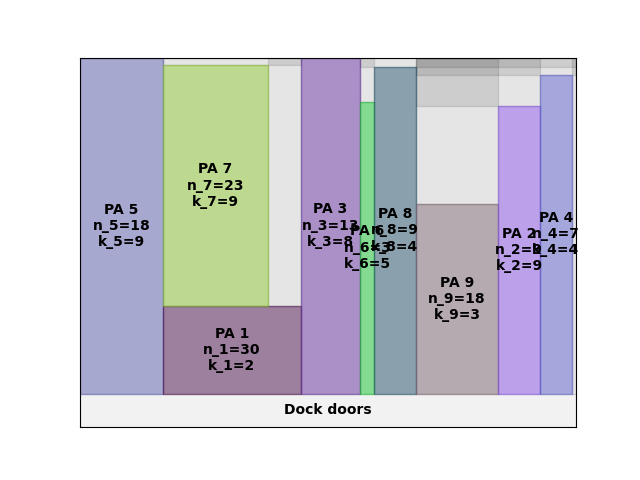 PA 5
n_5=18
k_5=9
PA 7
n_7=23
k_7=9
PA 1
n_1=30
k_1=2
PA 3
n_3=13
k_3=8
PA 6
n_6=3
k_6=5
PA 8
n_8=9
k_8=4
PA 9
n_9=18
k_9=3
PA 2
n_2=9
k_2=9
PA 4
n_4=7
k_4=4
Dock doors